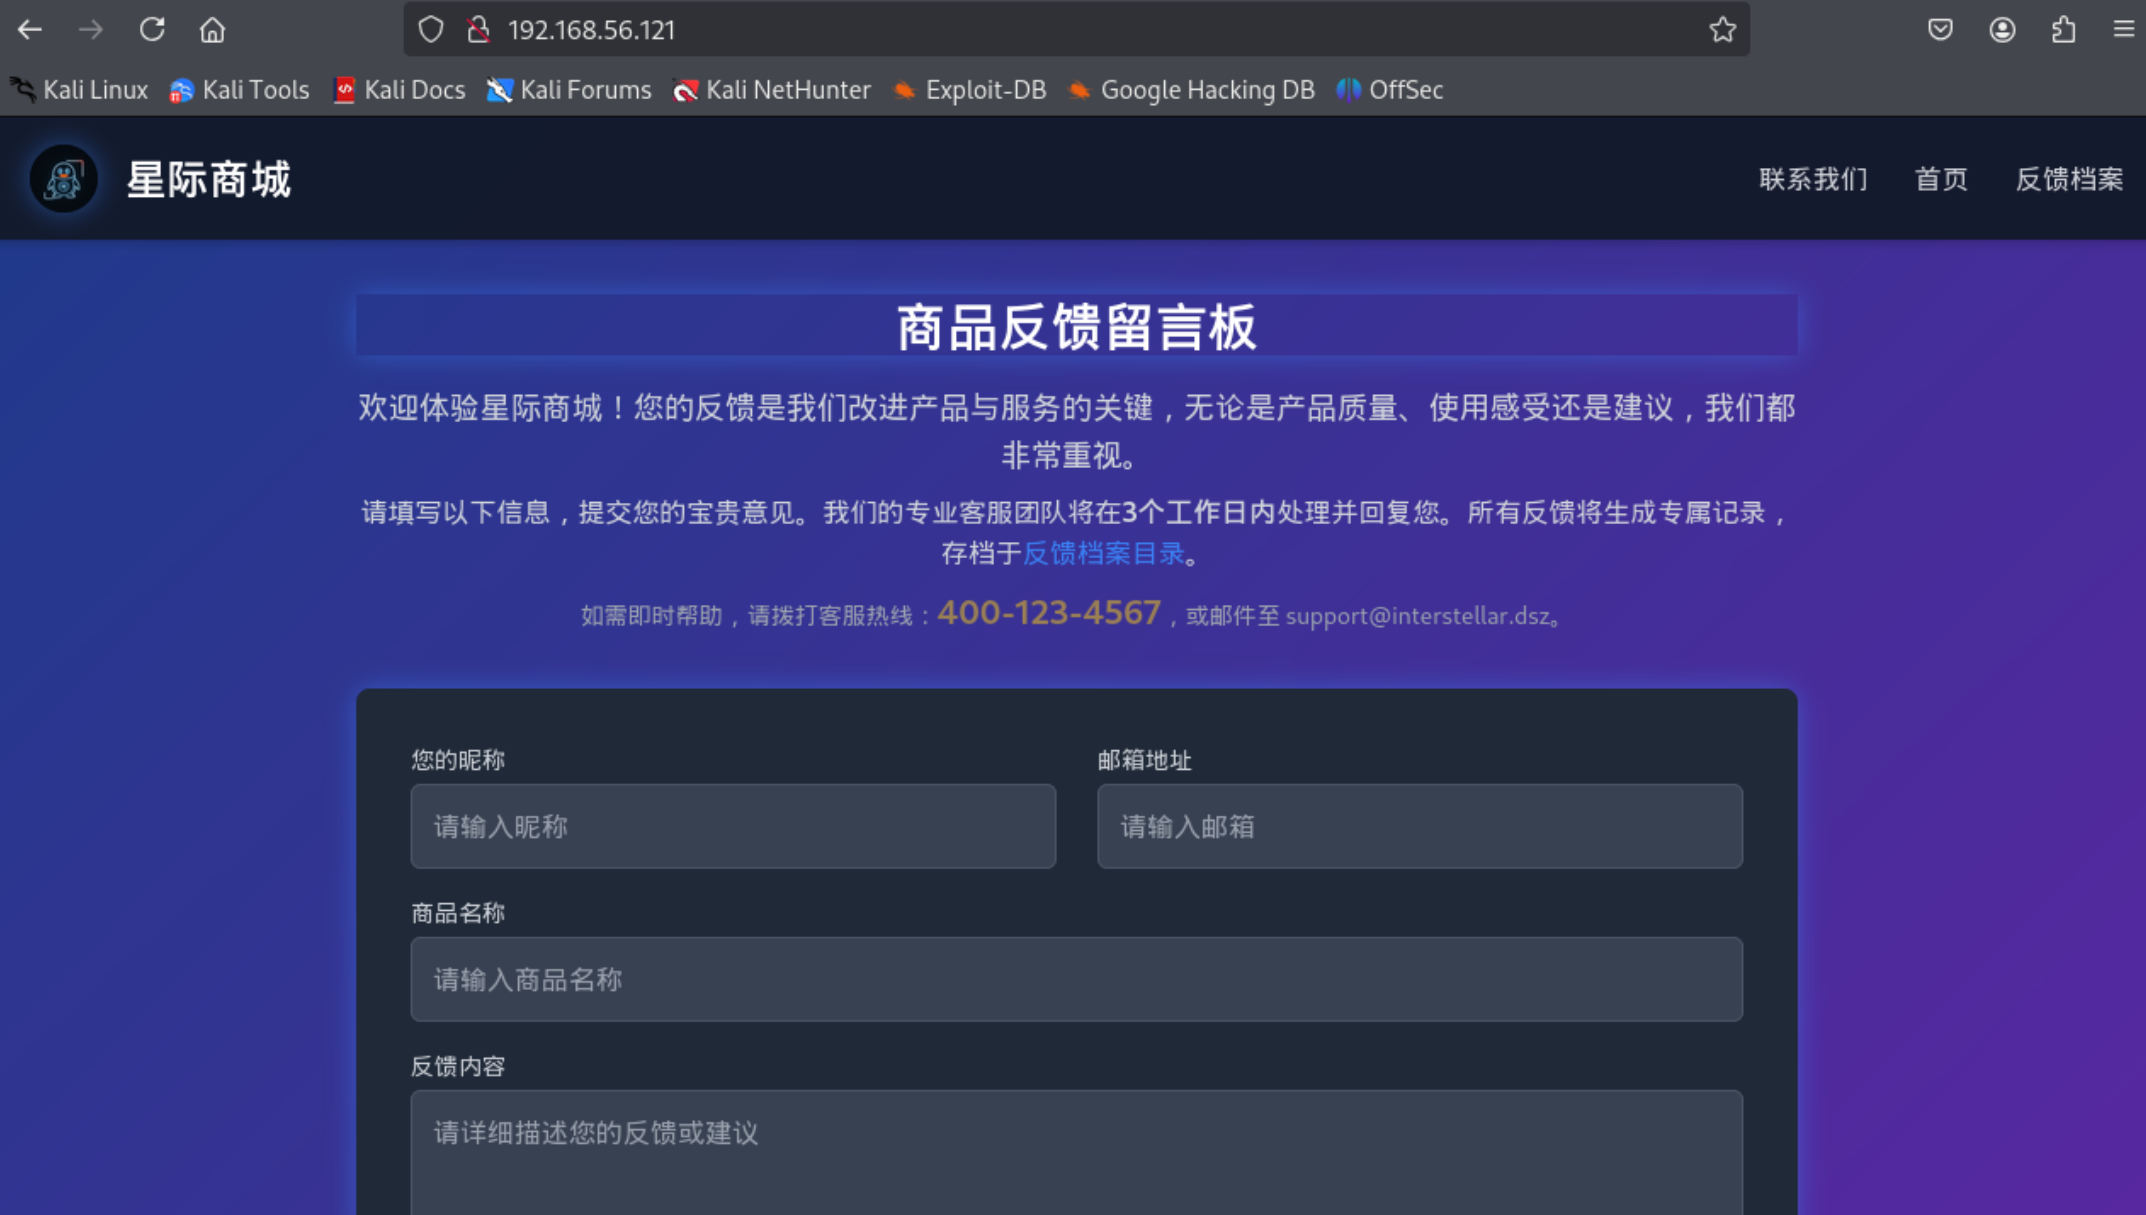 192.168.56.121
Kali Linux Kali Tools Kali Docs Kali Forums Kali NetHunter Exploit-DB Google Hacking DB OffSec
星际商城 联系我们 首页 反馈档案
商品反馈留言板
欢迎体验星际商城！您的反馈是我们改进产品与服务的关键，无论是产品质量、使用感受还是建议，我们都
非常重视。
请填写以下信息，提交您的宝贵意见。我们的专业客服团队将在3个工作日内处理并回复您。所有反馈将生成专属记录，
存档于反馈档案目录。
如需即时帮助，请拨打客服热线：400-123-4567，或邮件至 support@interstellar.dsz。
您的昵称 邮箱地址
请输入昵称 请输入邮箱
商品名称
请输入商品名称
反馈内容
请详细描述您的反馈或建议